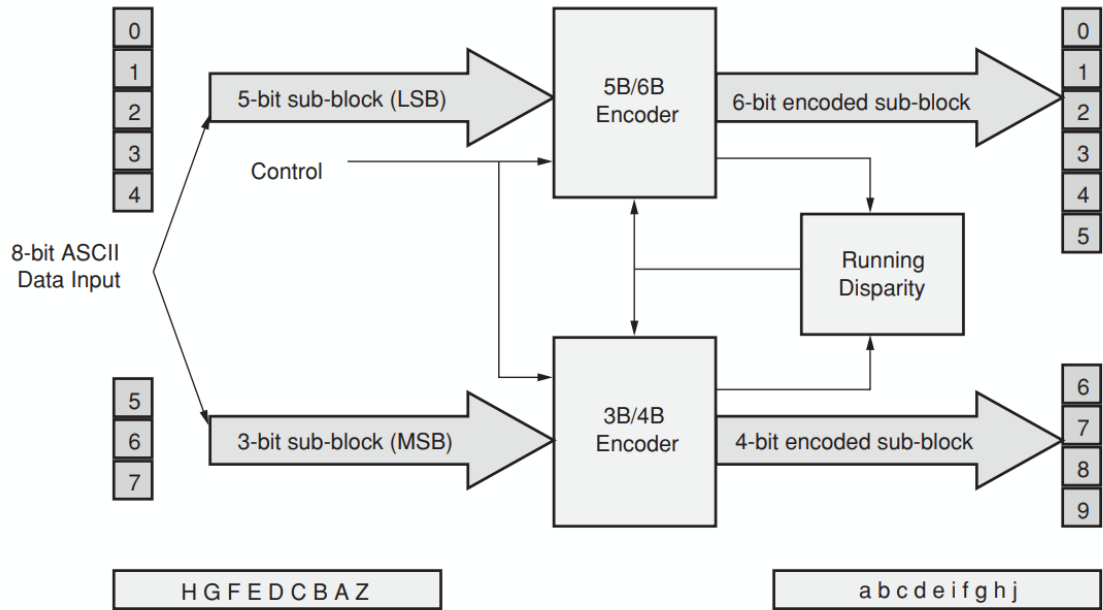 0
1
2
3
4
5-bit sub-block (LSB)
5B/6B
Encoder
6-bit encoded sub-block
0
1
2
3
4
5
Control
8-bit ASCII
Data Input
Running
Disparity
5
6
7
3-bit sub-block (MSB)
3B/4B
Encoder
4-bit encoded sub-block
6
7
8
9
H G F E D C B A Z
a b c d e i f g h j